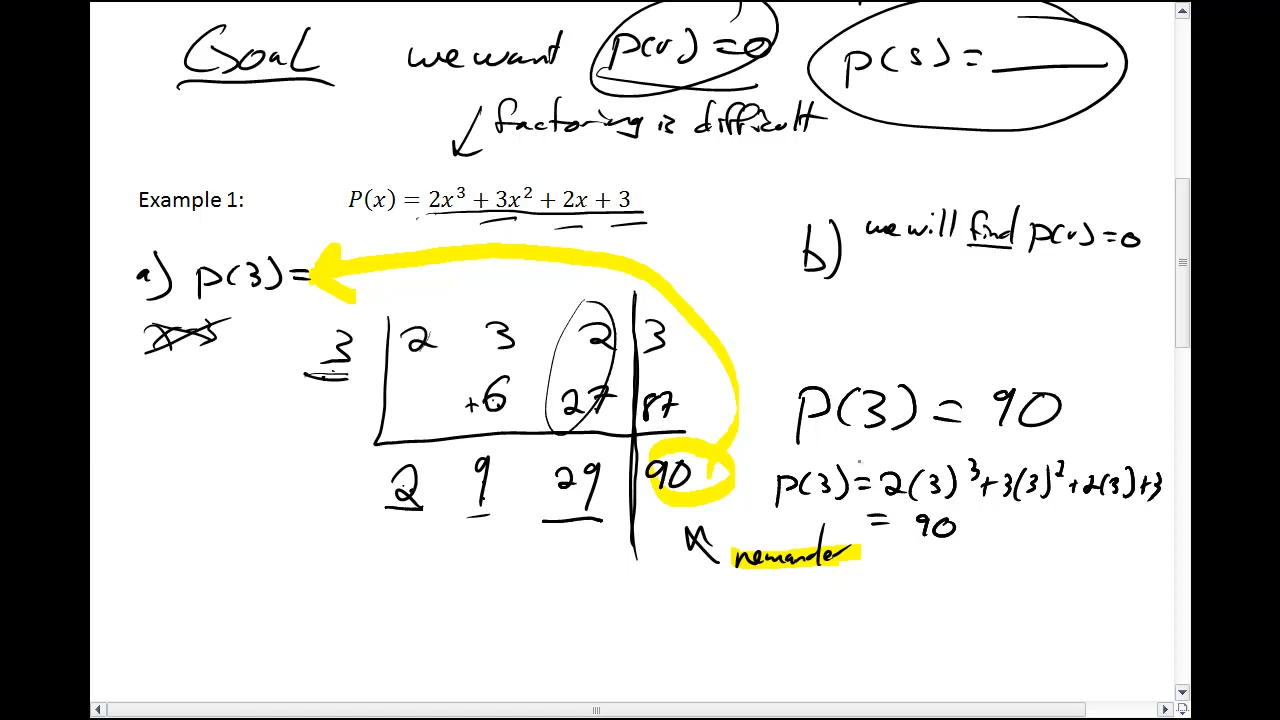 Goal we want P(r) = 0 P(s) = ____
↙ factoring is difficult
Example 1: P(x) = 2x³ + 3x² + 2x + 3
a) P(3) =
b) we will find P(r) = 0
3 | 2 3 2 | 3
+6 27 | 87
2 9 29 | 90
P(3) = 90
P(3) = 2(3)³ + 3(3)² + 2(3) + 3
= 90
remander